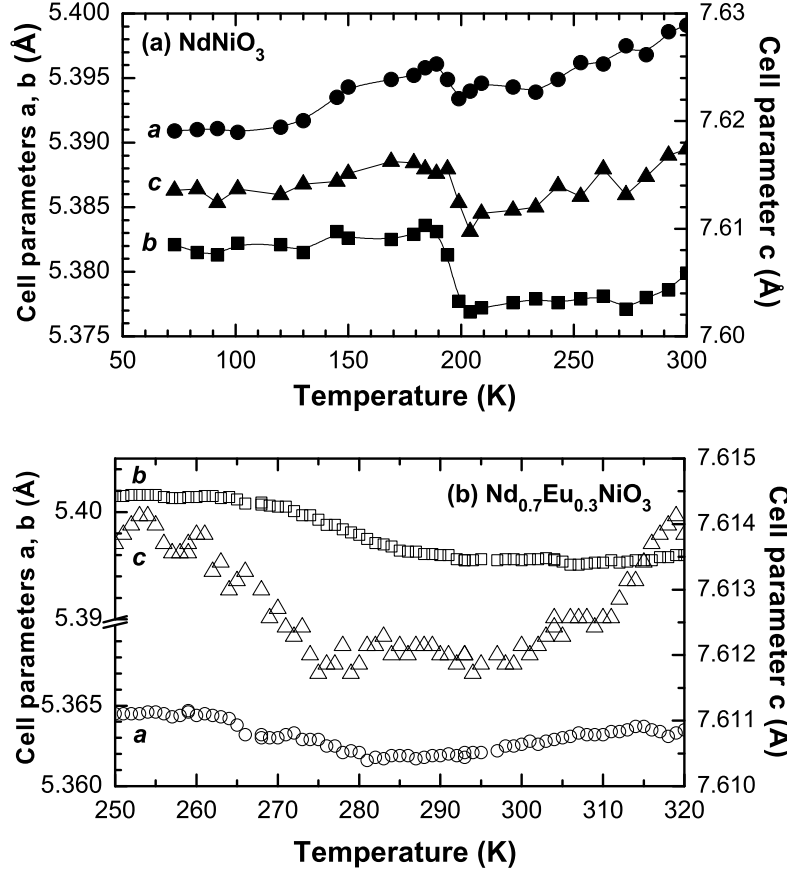 (a) NdNiO3
Cell parameters a, b (Å)
5.400
5.395
5.390
5.385
5.380
5.375
a
c
b
7.63
7.62
7.61
7.60
Cell parameter c (Å)
50 100 150 200 250 300
Temperature (K)
(b) Nd0.7Eu0.3NiO3
Cell parameters a, b (Å)
5.40
5.39
5.365
5.360
b
c
a
7.615
7.614
7.613
7.612
7.611
7.610
Cell parameter c (Å)
250 260 270 280 290 300 310 320
Temperature (K)